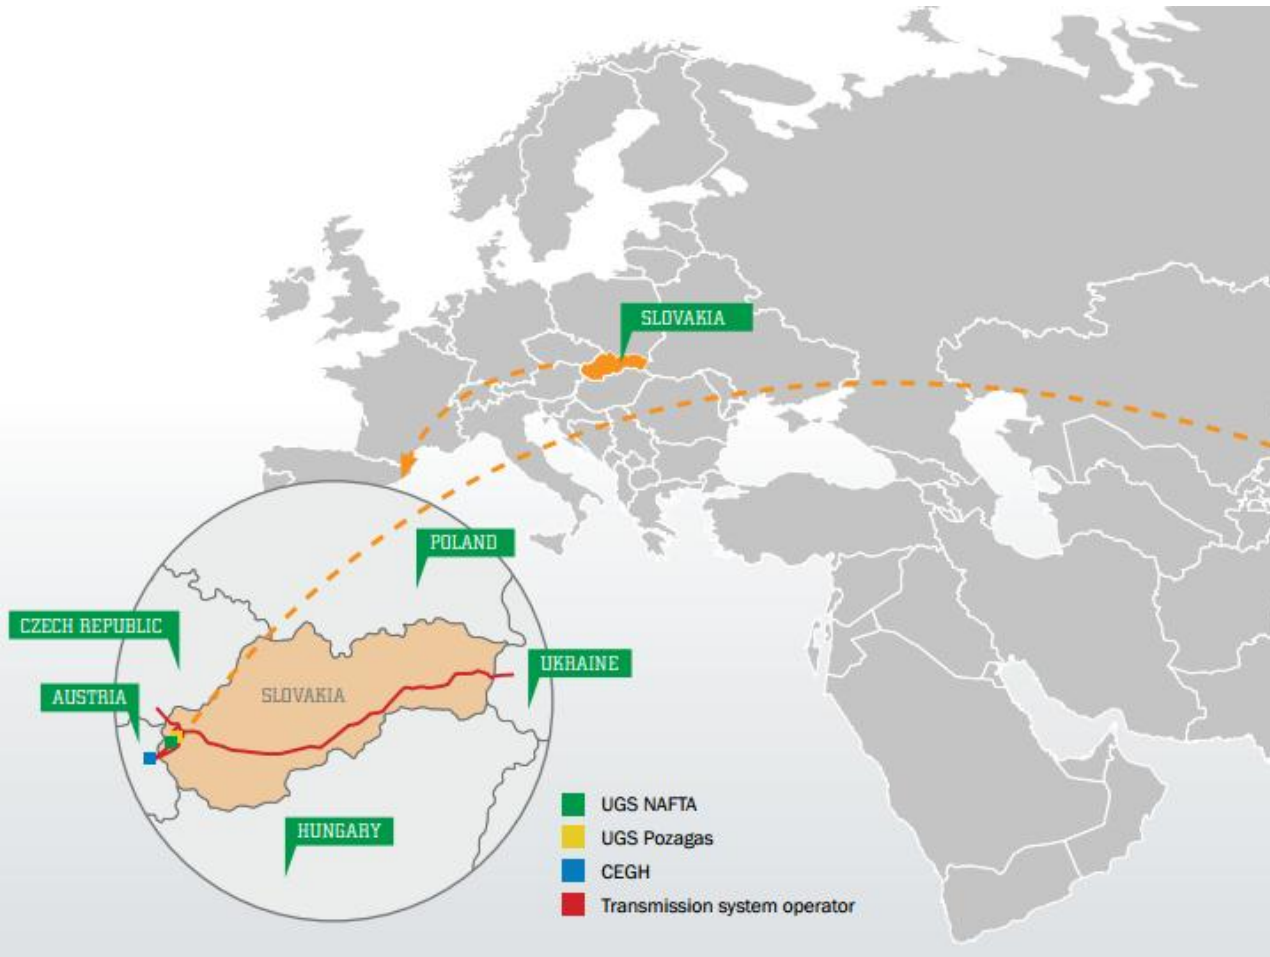 SLOVAKIA
POLAND
CZECH REPUBLIC
UKRAINE
AUSTRIA
SLOVAKIA
HUNGARY
UGS NAFTA
UGS Pozagas
CEGH
Transmission system operator